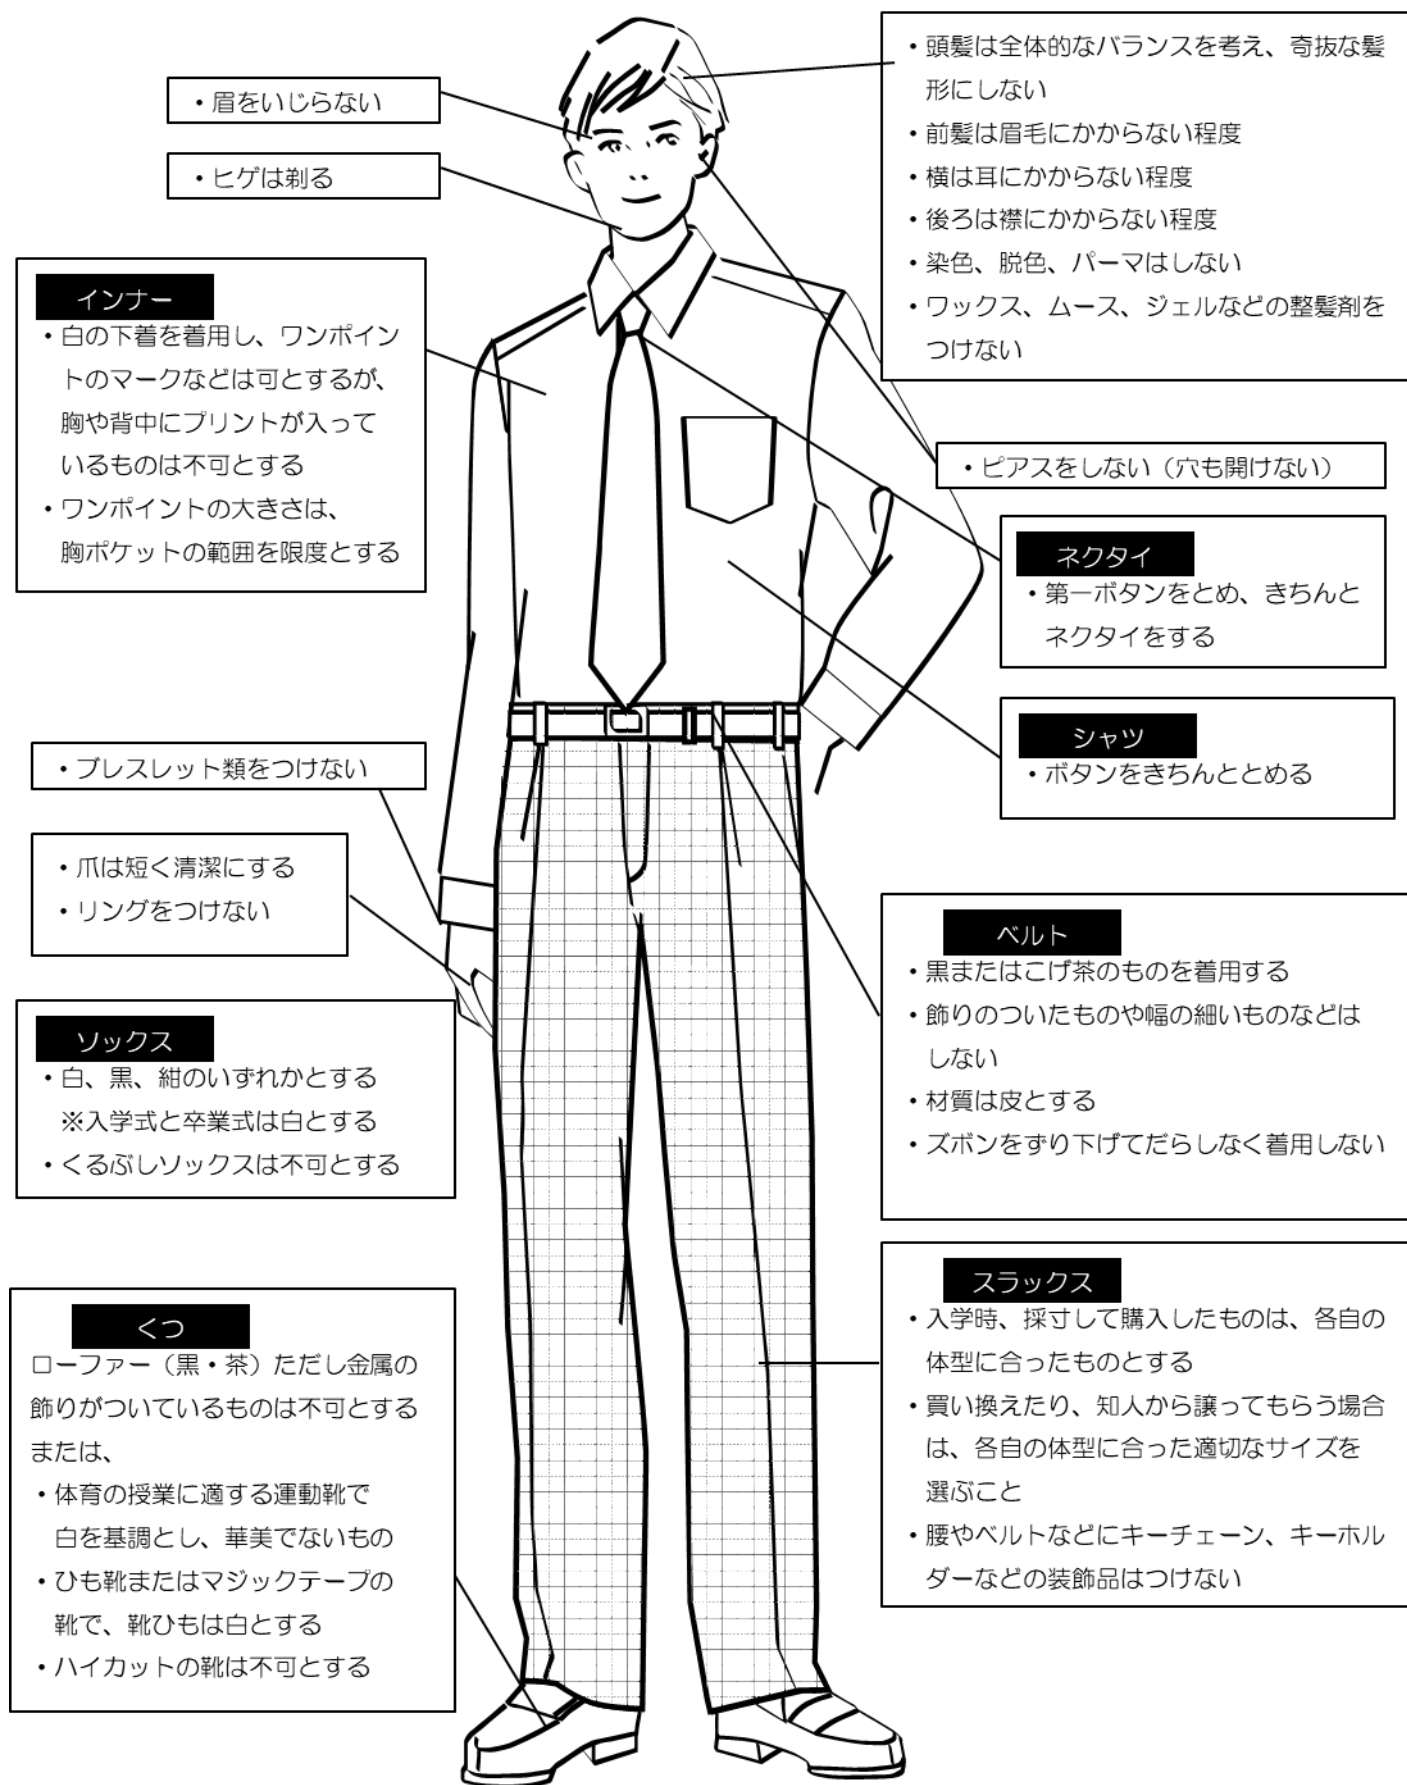 ・眉をいじらない
・ヒゲは剃る
・頭髪は全体的なバランスを考え、奇抜な髪
形にしない
・前髪は眉毛にかからない程度
・横は耳にかからない程度
・後ろは襟にかからない程度
・染色、脱色、パーマはしない
・ワックス、ムース、ジェルなどの整髪剤を
つけない
インナー
・白の下着を着用し、ワンポイン
トのマークなどは可とするが、
胸や背中にプリントが入って
いるものは不可とする
・ワンポイントの大きさは、
胸ポケットの範囲を限度とする
・ピアスをしない（穴も開けない）
ネクタイ
・第一ボタンをとめ、きちんと
ネクタイをする
シャツ
・ボタンをきちんととめる
・ブレスレット類をつけない
・爪は短く清潔にする
・リングをつけない
ベルト
・黒またはこげ茶のものを着用する
・飾りのついたものや幅の細いものなどは
しない
・材質は皮とする
・ズボンをずり下げてだらしなく着用しない
ソックス
・白、黒、紺のいずれかとする
※入学式と卒業式は白とする
・くるぶしソックスは不可とする
スラックス
・入学時、採寸して購入したものは、各自の
体型に合ったものとする
・買い換えたり、知人から譲ってもらう場合
は、各自の体型に合った適切なサイズを
選ぶこと
・腰やベルトなどにキーチェーン、キーホル
ダーなどの装飾品はつけない
くつ
ローファー（黒・茶）ただし金属の
飾りがついているものは不可とする
または、
・体育の授業に適する運動靴で
白を基調とし、華美でないもの
・ひも靴またはマジックテープの
靴で、靴ひもは白とする
・ハイカットの靴は不可とする